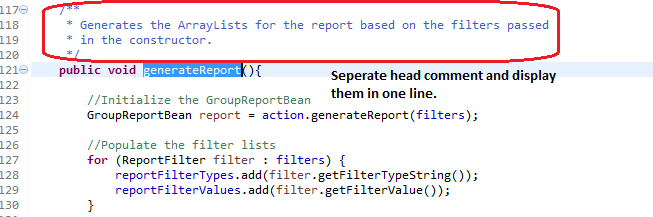 117 /**
118 * Generates the ArrayLists for the report based on the filters passed
119 * in the constructor.
120 */
121 public void generateReport(){
122 Seperate head comment and display
123 //Initialize the GroupReportBean them in one line.
124 GroupReportBean report = action.generateReport(filters);
125
126 //Populate the filter lists
127 for (ReportFilter filter : filters) {
128 reportFilterTypes.add(filter.getFilterTypeString());
129 reportFilterValues.add(filter.getFilterValue());
130 }